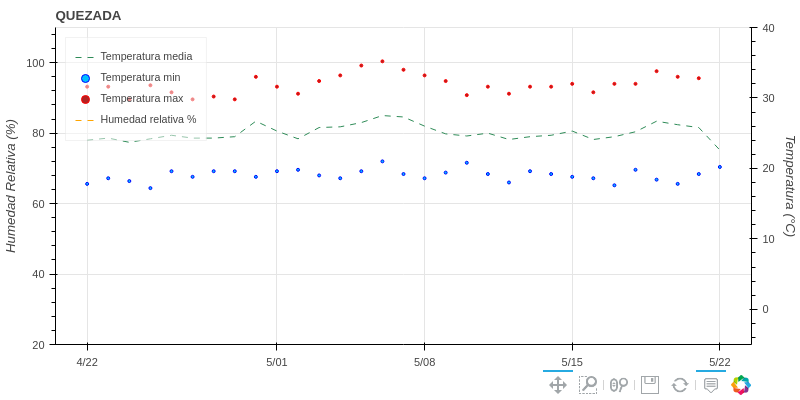 QUEZADA
Temperatura media
Temperatura min
Temperatura max
Humedad relativa %
Humedad Relativa (%)
100
80
60
40
20
Temperatura (°C)
40
30
20
10
0
4/22
5/01
5/08
5/15
5/22